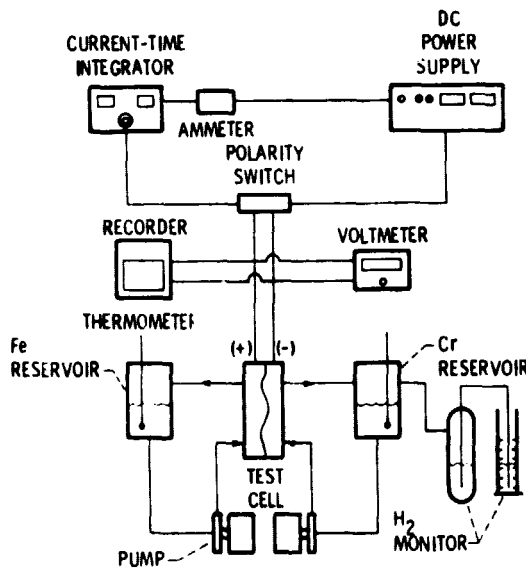 CURRENT-TIME
INTEGRATOR
DC
POWER
SUPPLY
AMMETER
POLARITY
SWITCH
RECORDER
VOLTMETER
THERMOMETER
(+)
(-)
Fe
RESERVOIR
Cr
RESERVOIR
TEST
CELL
PUMP
H2
MONITOR